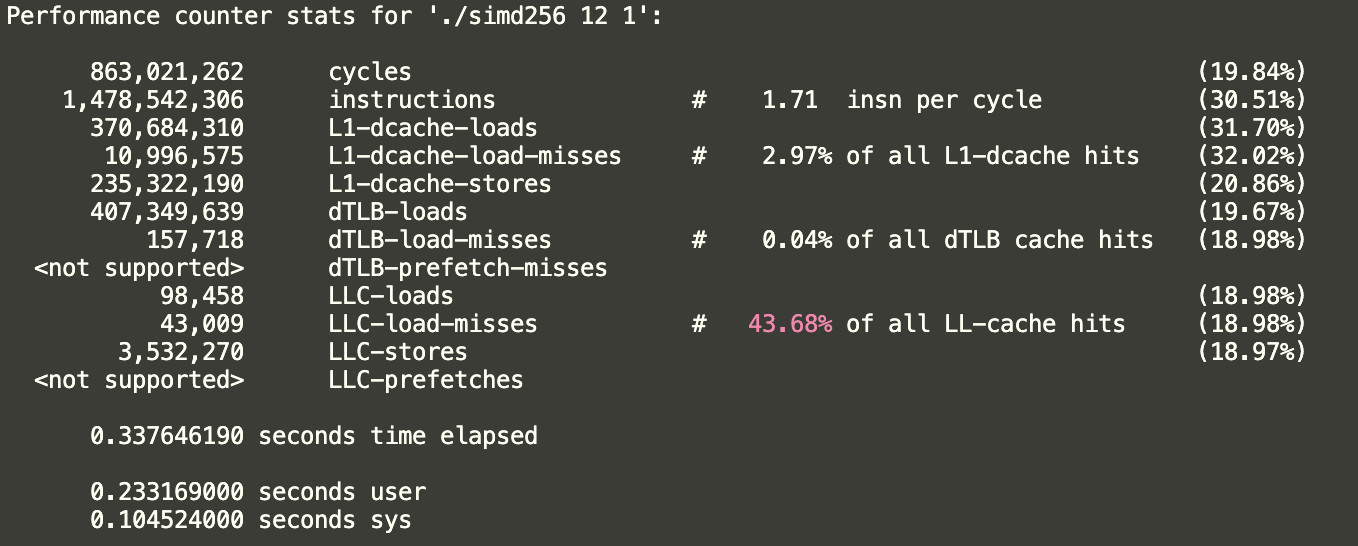 Performance counter stats for './simd256 12 1':
863,021,262 cycles (19.84%)
1,478,542,306 instructions # 1.71 insn per cycle (30.51%)
370,684,310 L1-dcache-loads (31.70%)
10,996,575 L1-dcache-load-misses # 2.97% of all L1-dcache hits (32.02%)
235,322,190 L1-dcache-stores (20.86%)
407,349,639 dTLB-loads (19.67%)
157,718 dTLB-load-misses # 0.04% of all dTLB cache hits (18.98%)
<not supported> dTLB-prefetch-misses
98,458 LLC-loads (18.98%)
43,009 LLC-load-misses # 43.68% of all LL-cache hits (18.98%)
3,532,270 LLC-stores (18.97%)
<not supported> LLC-prefetches
0.337646190 seconds time elapsed
0.233169000 seconds user
0.104524000 seconds sys